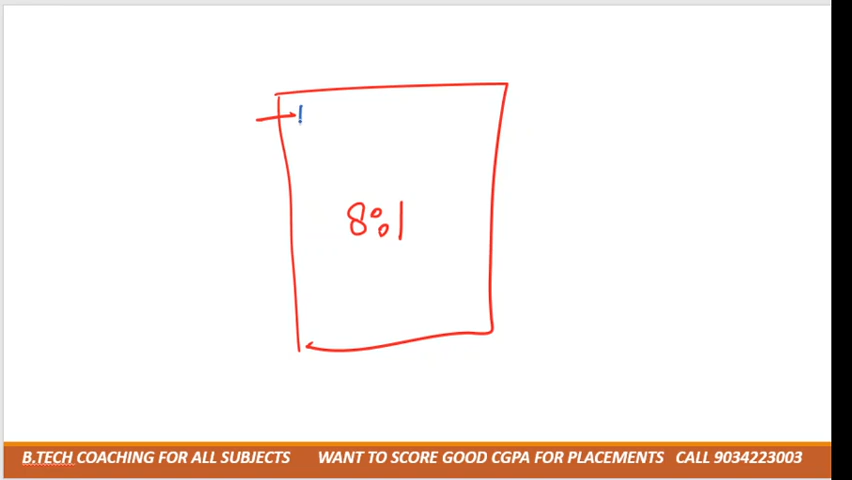 8:1
B.TECH COACHING FOR ALL SUBJECTS WANT TO SCORE GOOD CGPA FOR PLACEMENTS CALL 9034223003